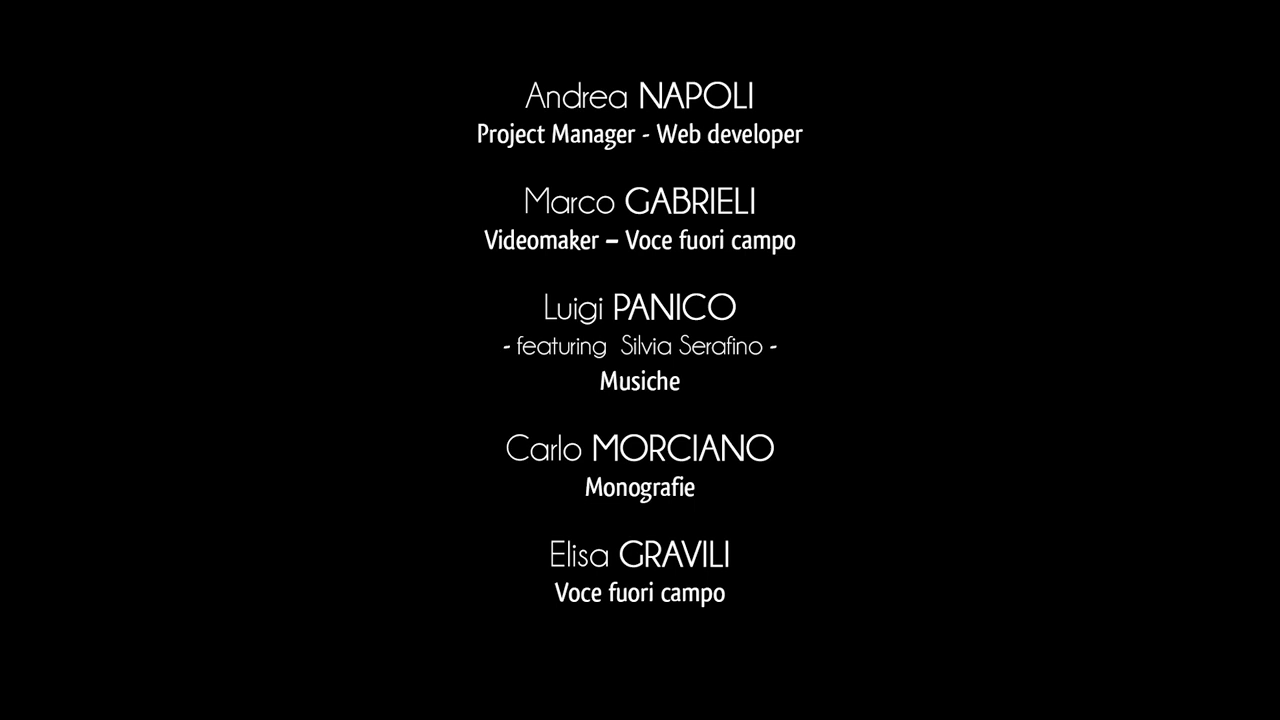 Andrea NAPOLI
Project Manager - Web developer
Marco GABRIELI
Videomaker – Voce fuori campo
Luigi PANICO
- featuring  Silvia Serafino -
Musiche
Carlo MORCIANO
Monografie
Elisa GRAVILI
Voce fuori campo